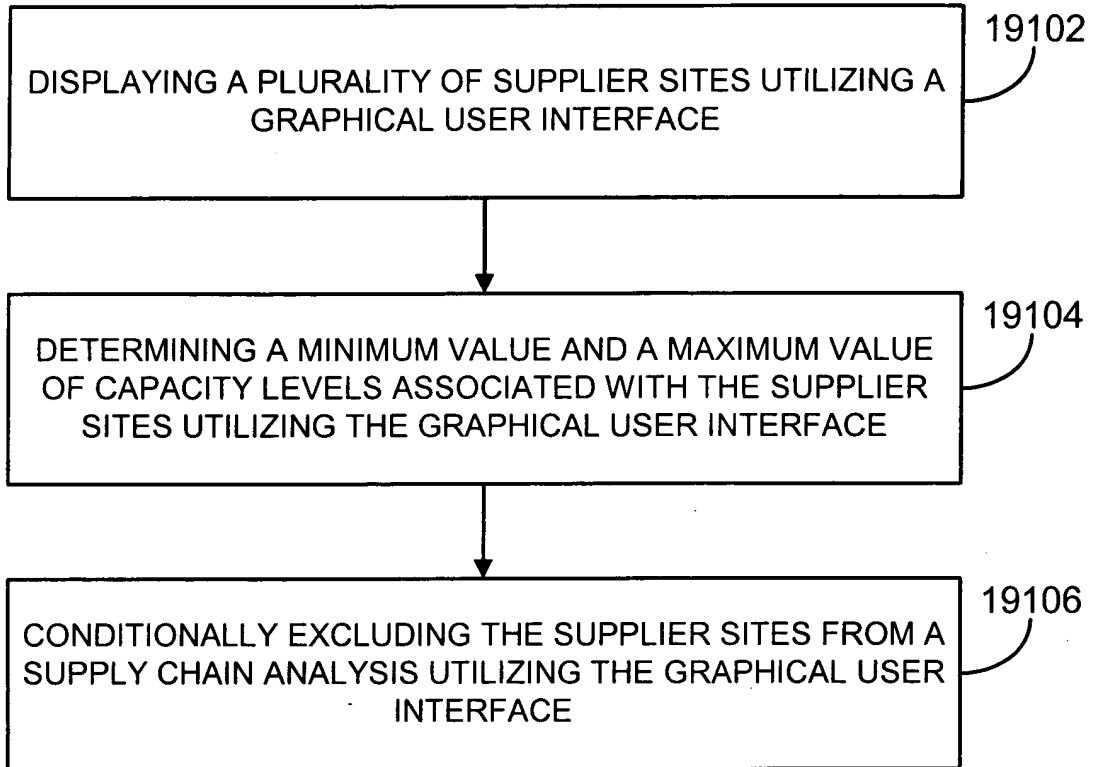 19102
DISPLAYING A PLURALITY OF SUPPLIER SITES UTILIZING A
GRAPHICAL USER INTERFACE
19104
DETERMINING A MINIMUM VALUE AND A MAXIMUM VALUE
OF CAPACITY LEVELS ASSOCIATED WITH THE SUPPLIER
SITES UTILIZING THE GRAPHICAL USER INTERFACE
19106
CONDITIONALLY EXCLUDING THE SUPPLIER SITES FROM A
SUPPLY CHAIN ANALYSIS UTILIZING THE GRAPHICAL USER
INTERFACE